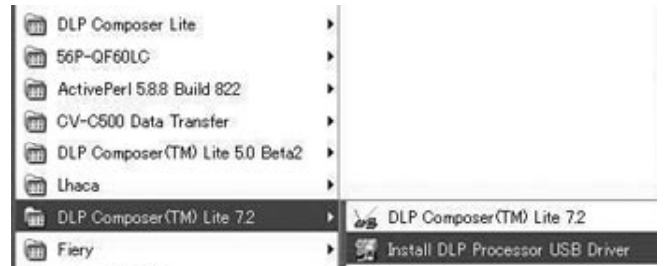 DLP Composer Lite
56P-QF60LC
ActivePerl 5.8.8 Build 822
CV-C500 Data Transfer
DLP Composer(TM) Lite 5.0 Beta2
Lhaca
DLP Composer(TM) Lite 7.2
DLP Composer(TM) Lite 7.2
Fiery
Install DLP Processor USB Driver